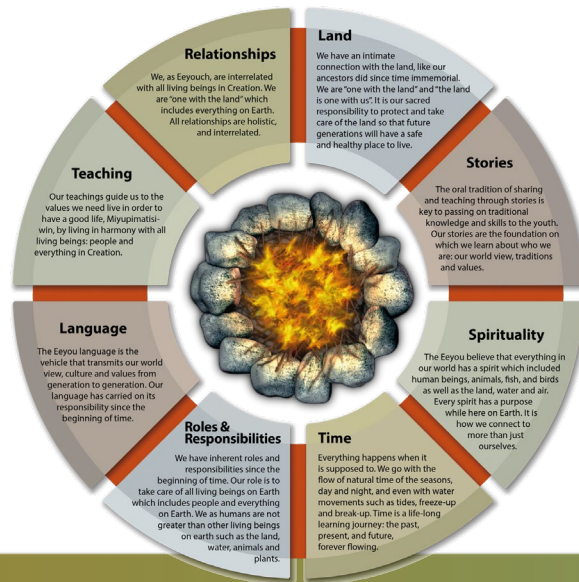 Relationships
We, as Eeyouch, are interrelated
with all living beings in Creation. We
are “one with the land” which
includes everything on Earth.
All relationships are holistic,
and interrelated.
Land
We have an intimate
connection with the land, like our
ancestors did since time immemorial.
We are “one with the land” and “the land
is one with us”. It is our sacred
responsibility to protect and take
care of the land so that future
generations will have a safe
and healthy place to live.
Stories
The oral tradition of sharing
and teaching through stories is
key to passing on traditional
knowledge and skills to the youth.
Our stories are the foundation on
which we learn about who we
are: our world view, traditions
and values.
Spirituality
The Eeyou believe that everything in
our world has a spirit which included
human beings, animals, fish, and birds
as well as the land, water and air.
Every spirit has a purpose
while here on Earth. It is
how we connect to
more than just
ourselves.
Time
Everything happens when it
is supposed to. We go with the
flow of natural time of the seasons,
day and night, and even with water
movements such as tides, freeze-up
and break-up. Time is a life-long
learning journey: the past,
present, and future,
forever flowing.
Roles &
Responsibilities
We have inherent roles and
responsibilities since the
beginning of time. Our role is to
take care of all living beings on Earth
which includes people and everything
on Earth. We as humans are not
greater than other living beings
on earth such as the land,
water, animals and
plants.
Language
The Eeyou language is the
vehicle that transmits our world
view, culture and values from
generation to generation. Our
language has carried on its
responsibility since the
beginning of time.
Teaching
Our teachings guide us to the
values we need live in order to
have a good life, Miyupimatisi-
win, by living in harmony with all
living beings: people and
everything in Creation.